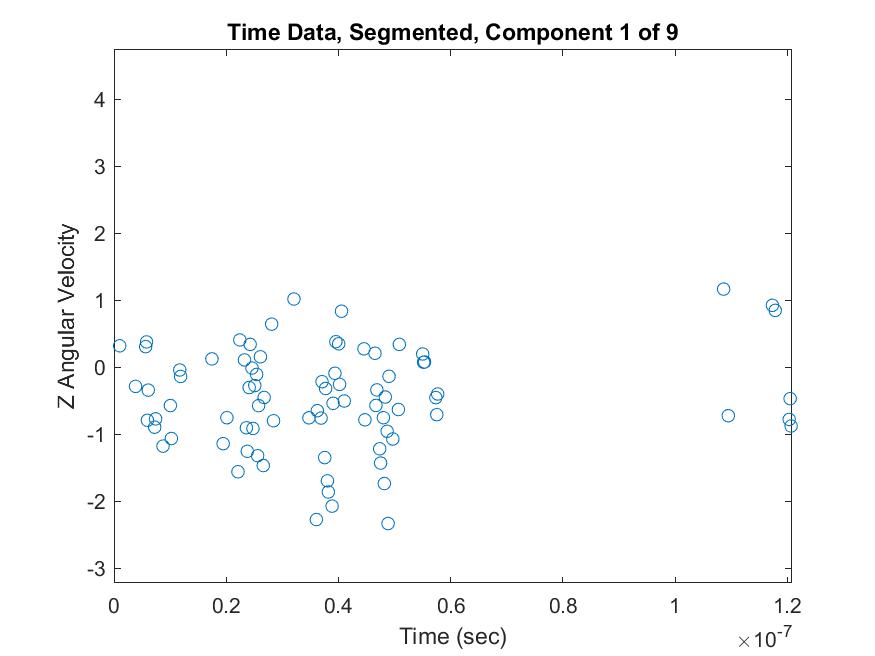 Time Data, Segmented, Component 1 of 9
4
3
2
1
0
-1
-2
-3
Z Angular Velocity
0 0.2 0.4 0.6 0.8 1 1.2
Time (sec)
×10-7